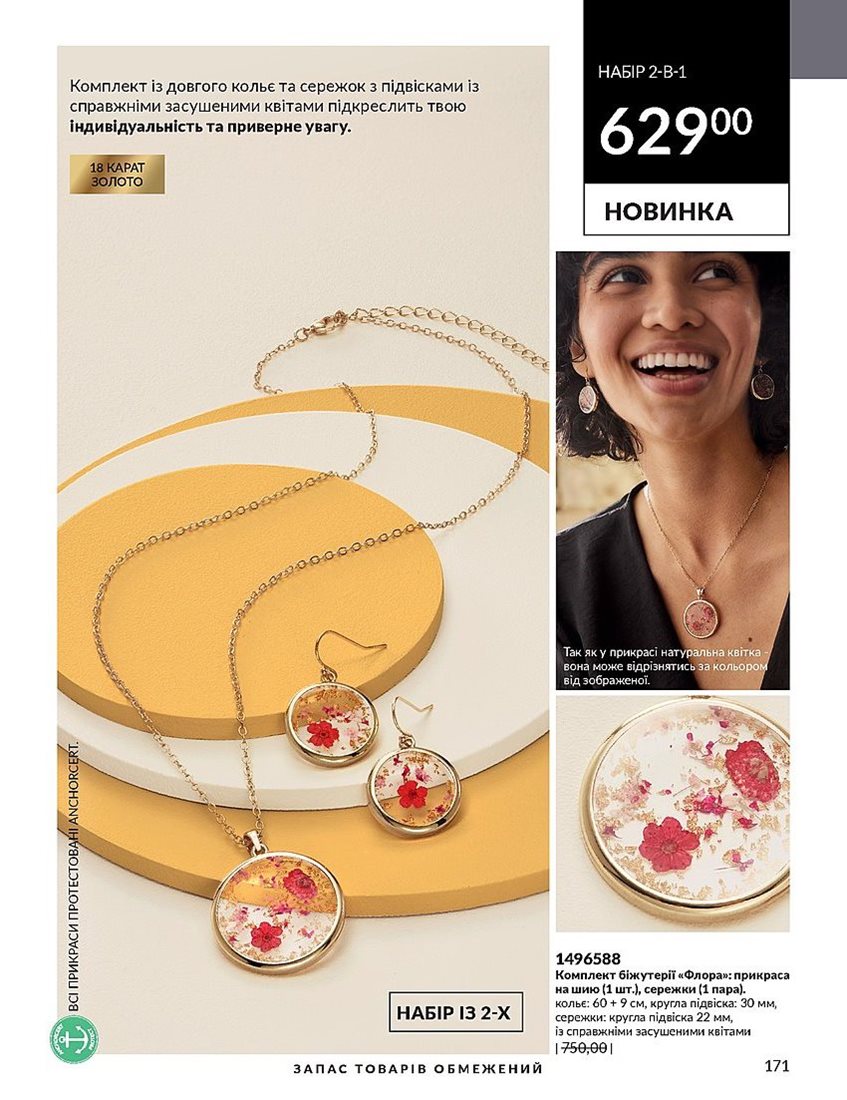 Комплект із довгого кольє та сережок з підвісками із
справжніми засушеними квітами підкреслить твою
індивідуальність та приверне увагу.
18 КАРАТ
ЗОЛОТО
НАБІР 2-В-1
629⁰⁰
НОВИНКА
Так як у прикрасі натуральна квітка -
вона може відрізнятись за кольором
від зображеної.
ВСІ ПРИКРАСИ ПРОТЕСТОВАНІ ANCHORCERT.
НАБІР ІЗ 2-Х
1496588
Комплект біжутерії «Флора»: прикраса
на шию (1 шт.), сережки (1 пара).
кольє: 60 + 9 см, кругла підвіска: 30 мм,
сережки: кругла підвіска 22 мм,
із справжніми засушеними квітами
| 750,00 |
ANCHORCERT
PROTECT
ЗАПАС ТОВАРІВ ОБМЕЖЕНИЙ
171